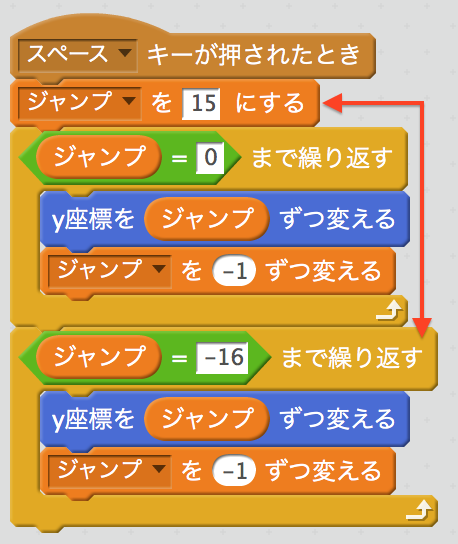 スペース キーが押されたとき
ジャンプ を 15 にする
ジャンプ = 0 まで繰り返す
y座標を ジャンプ ずつ変える
ジャンプ を -1 ずつ変える
ジャンプ = -16 まで繰り返す
y座標を ジャンプ ずつ変える
ジャンプ を -1 ずつ変える